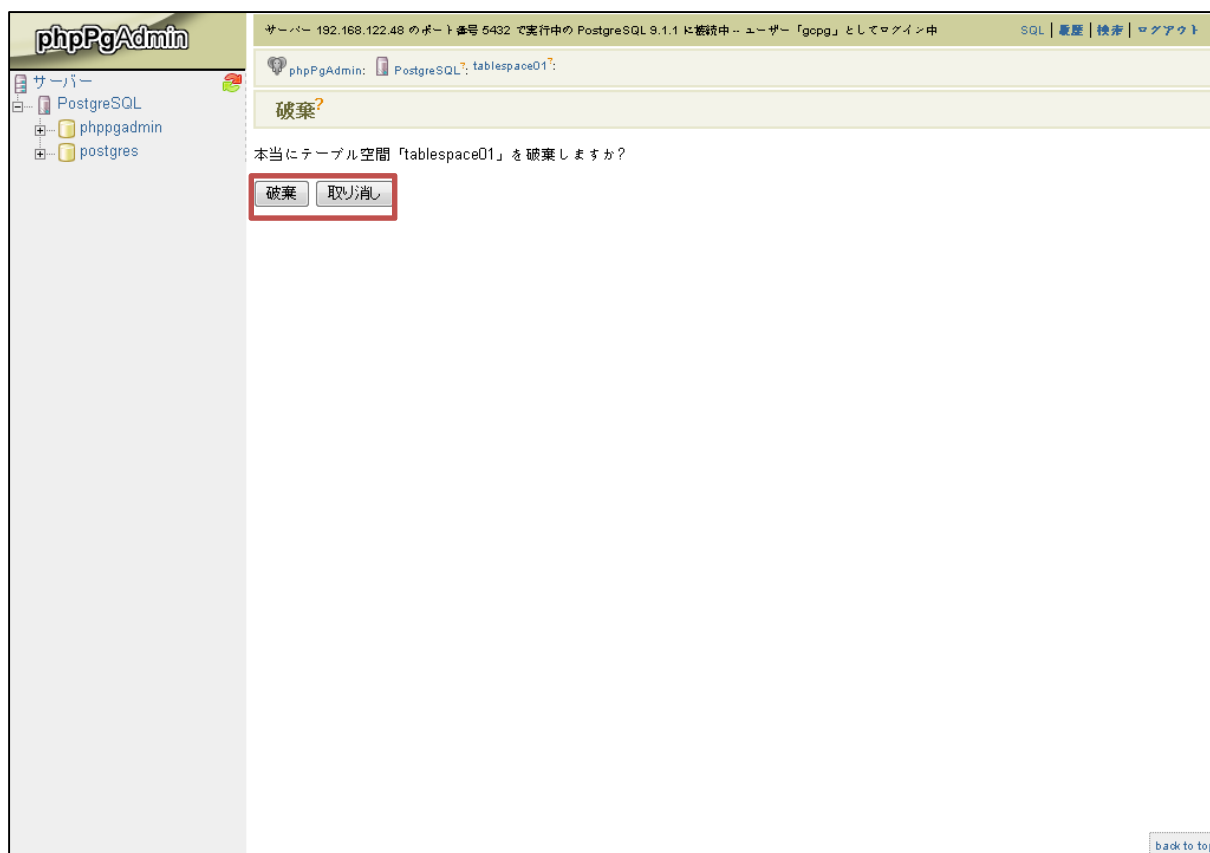 phpPgAdmin
サーバー 192.168.122.48 のポート番号 5432 で実行中の PostgreSQL 9.1.1 に接続中 -- ユーザー「gcpg」としてログイン中
SQL | 履歴 | 検索 | ログアウト
phpPgAdmin: PostgreSQL?: tablespace01?:
サーバー
PostgreSQL
phppgadmin
postgres
破棄?
本当にテーブル空間「tablespace01」を破棄しますか?
破棄 取り消し
back to top